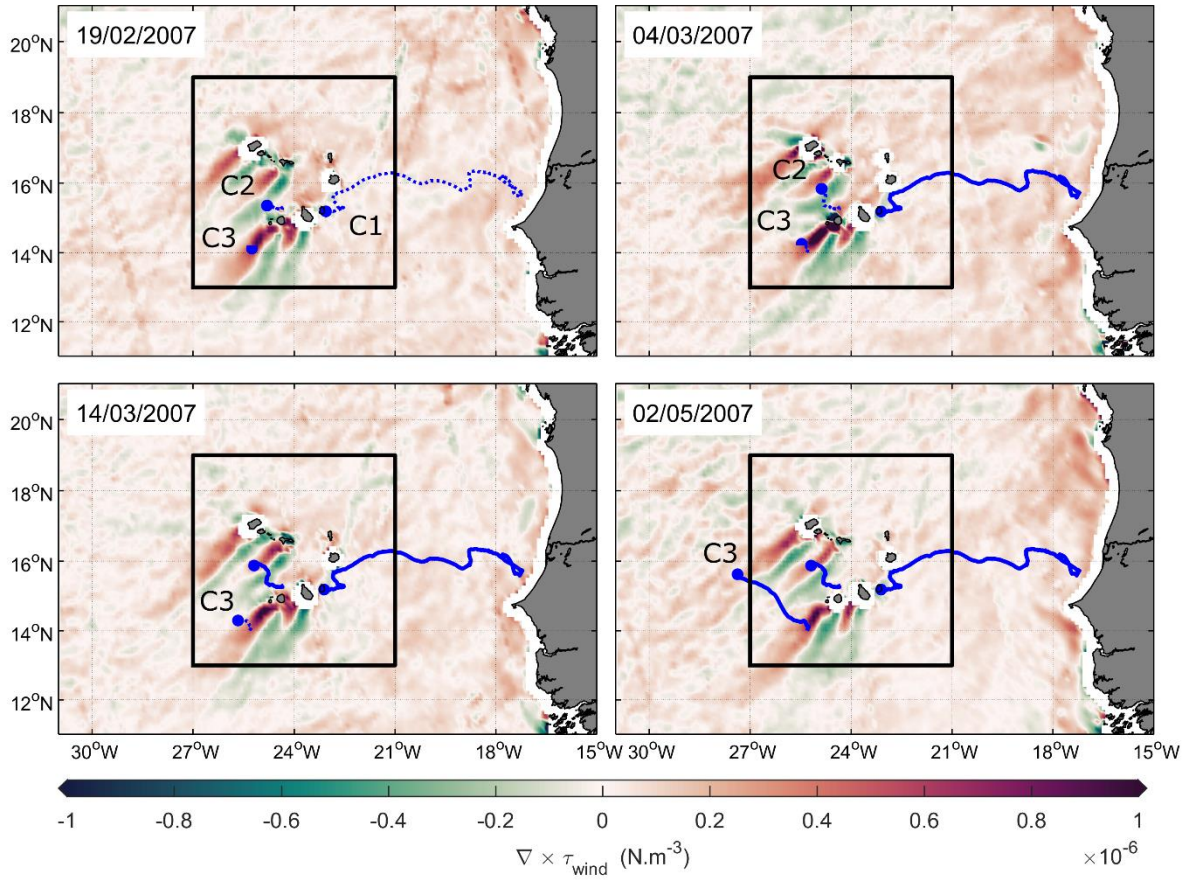 19/02/2007
04/03/2007
20°N
18°N
16°N
14°N
12°N
C2
C3
C1
C2
C3
14/03/2007
02/05/2007
20°N
18°N
16°N
14°N
12°N
C3
C3
30°W 27°W 24°W 21°W 18°W 15°W 30°W 27°W 24°W 21°W 18°W 15°W
-1 -0.8 -0.6 -0.4 -0.2 0 0.2 0.4 0.6 0.8 1
∇ × τwind (N.m⁻³)
×10⁻⁶